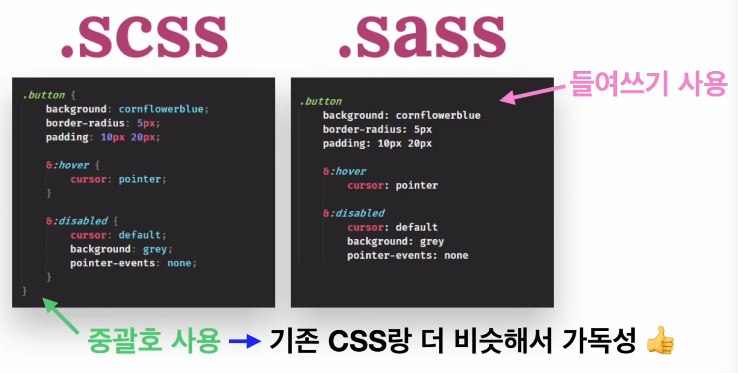 .scss
.sass
.button {
    background: cornflowerblue;
    border-radius: 5px;
    padding: 10px 20px;
    &:hover {
        cursor: pointer;
    }
    &:disabled {
        cursor: default;
        background: grey;
        pointer-events: none;
    }
}
.button
    background: cornflowerblue
    border-radius: 5px
    padding: 10px 20px
    &:hover
        cursor: pointer
    &:disabled
        cursor: default
        background: grey
        pointer-events: none
들여쓰기 사용
중괄호 사용 → 기존 CSS랑 더 비슷해서 가독성 👍